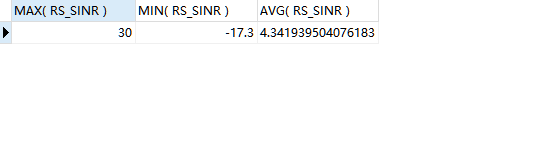 MAX( RS_SINR ) MIN( RS_SINR ) AVG( RS_SINR )
30 -17.3 4.341939504076183